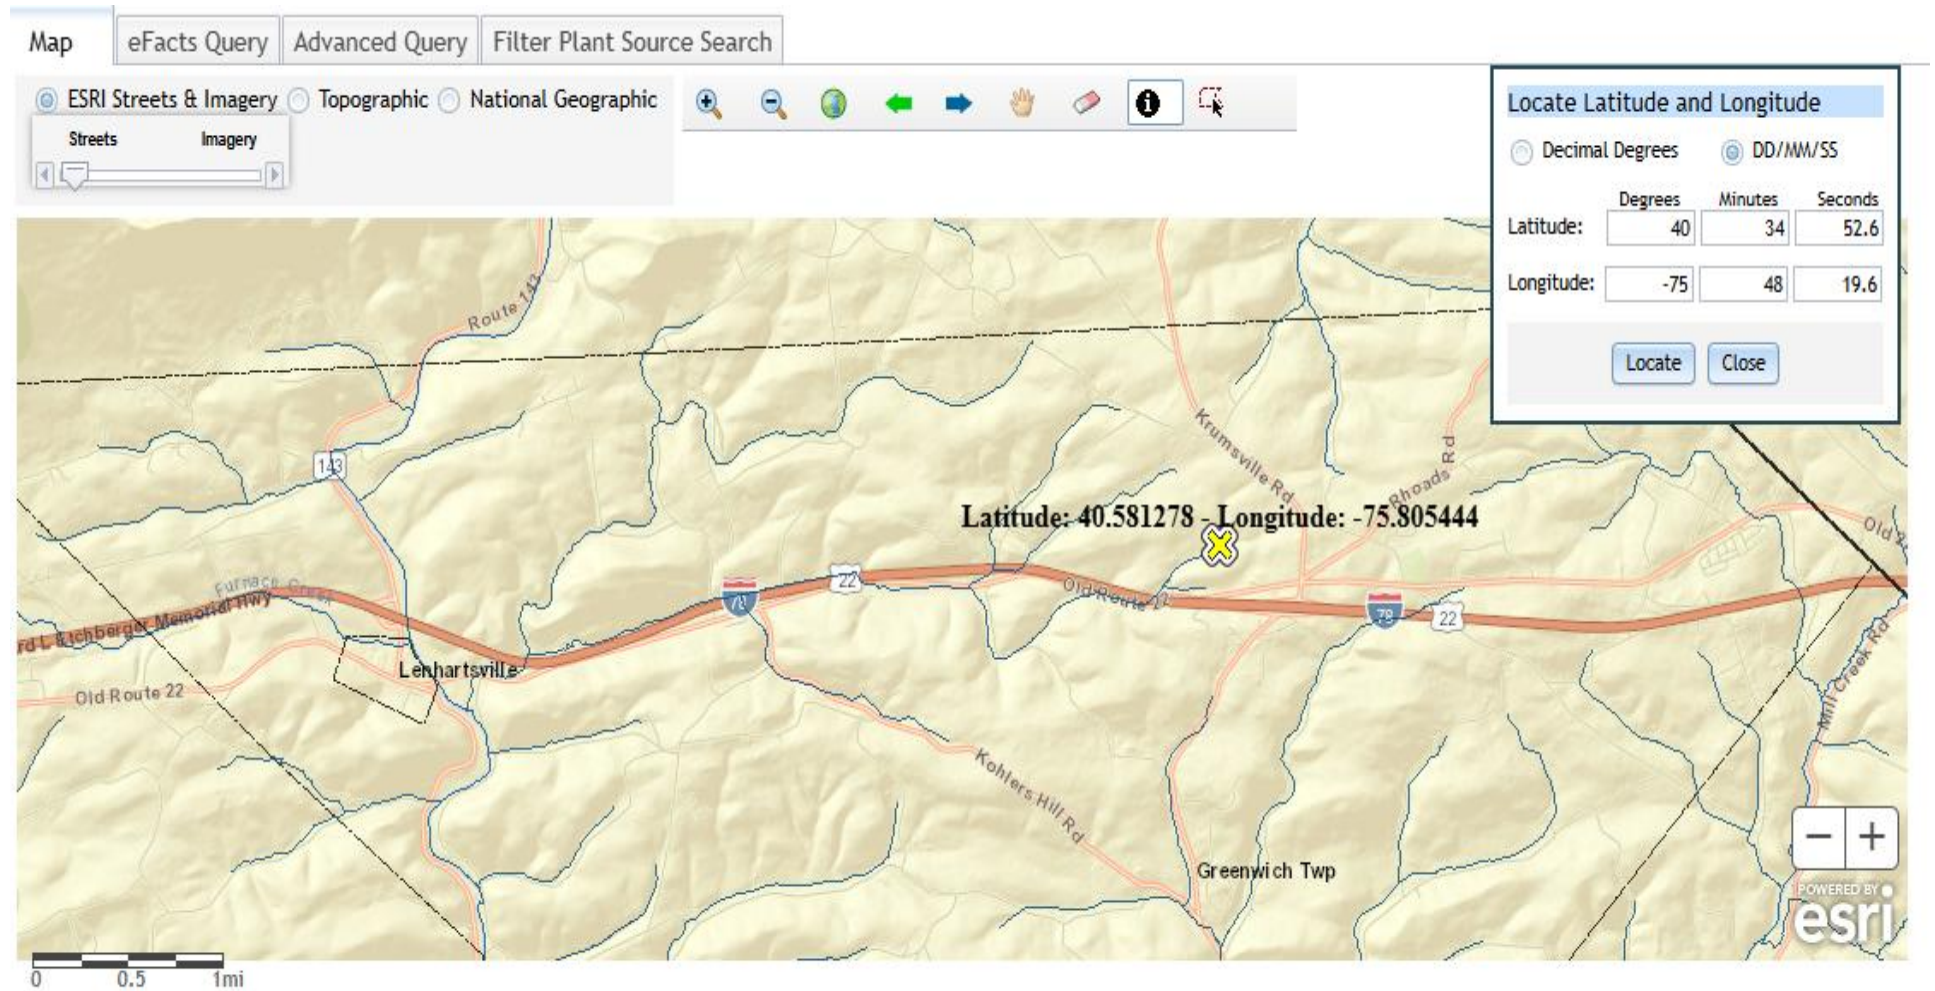 Map
eFacts Query
Advanced Query
Filter Plant Source Search
ESRI Streets & Imagery
Topographic
National Geographic
Streets
Imagery
Locate Latitude and Longitude
Decimal Degrees
DD/MM/SS
Degrees Minutes Seconds
Latitude: 40 34 52.6
Longitude: -75 48 19.6
Locate
Close
Route 143
143
Krumsville Rd
Rhoads Rd
Latitude: 40.581278 - Longitude: -75.805444
Old
Furnace Creek
rd L Etchberger Memorial Hwy
78
22
Old Route 22
78
22
Lenhartsville
Old Route 22
Mill Creek Rd
Kohlers Hill Rd
Greenwich Twp
− +
POWERED BY
esri
0 0.5 1mi